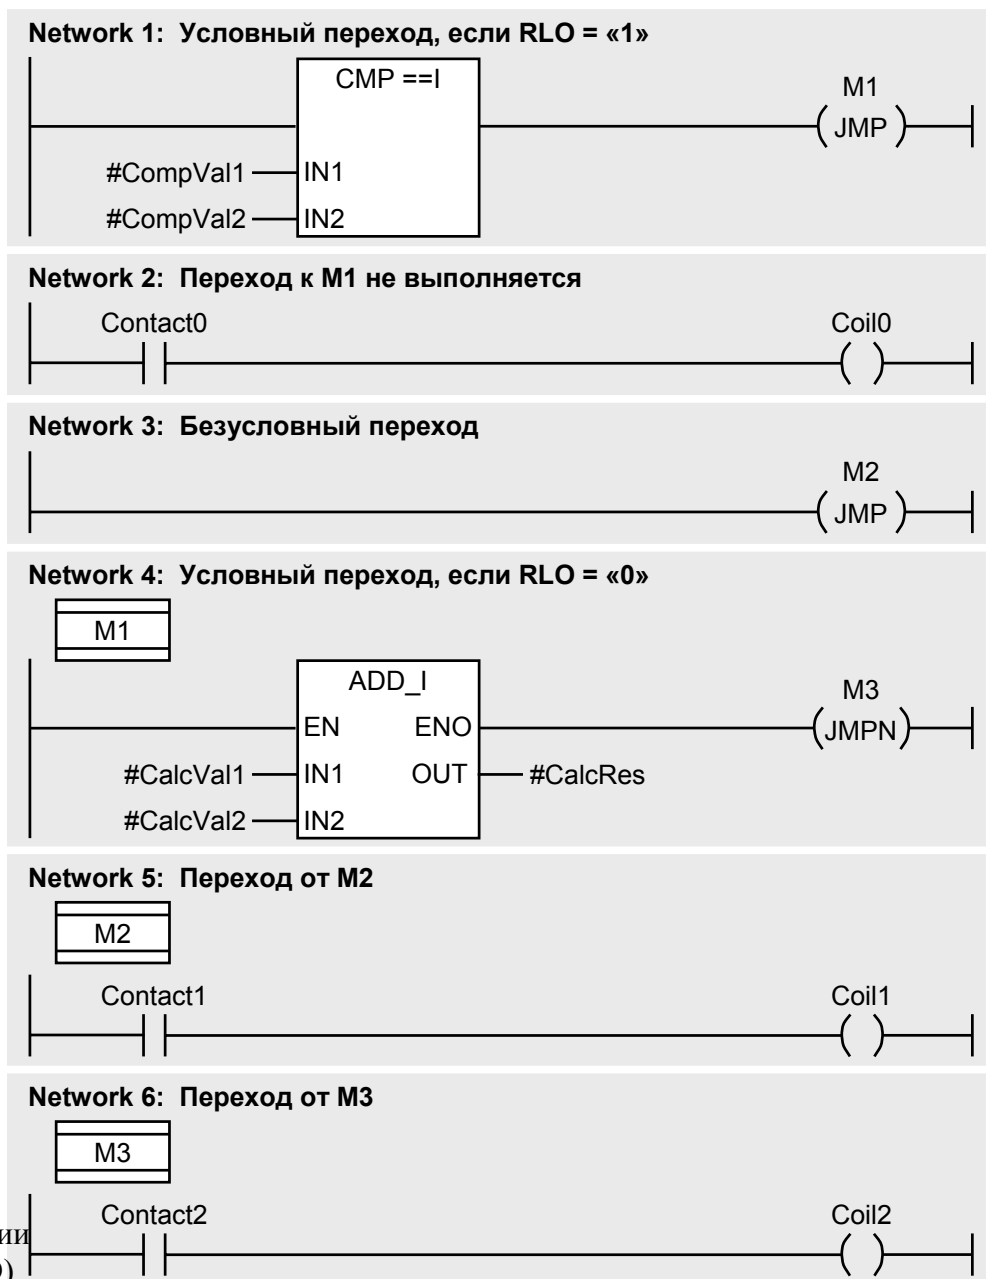 Network 1: Условный переход, если RLO = «1»
CMP ==I
M1
JMP
#CompVal1 IN1
#CompVal2 IN2
Network 2: Переход к M1 не выполняется
Contact0 Coil0
Network 3: Безусловный переход
M2
JMP
Network 4: Условный переход, если RLO = «0»
M1
ADD_I
M3
EN ENO JMPN
#CalcVal1 IN1 OUT #CalcRes
#CalcVal2 IN2
Network 5: Переход от M2
M2
Contact1 Coil1
Network 6: Переход от M3
M3
Contact2 Coil2
ии